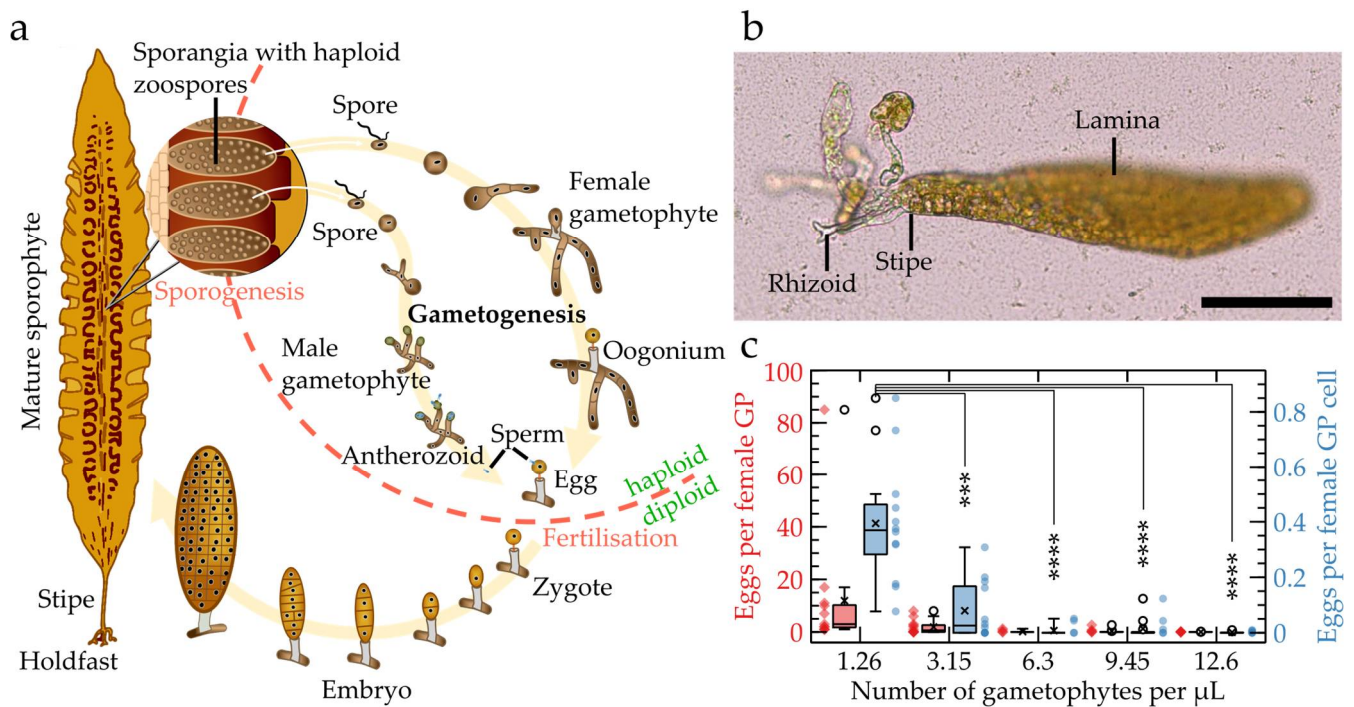 a
Sporangia with haploid
zoospores
Spore
Female
gametophyte
Spore
Mature sporophyte
Sporogenesis
Gametogenesis
Male
gametophyte
Oogonium
Antherozoid
Sperm
Egg
haploid
diploid
Fertilisation
Zygote
Stipe
Holdfast
Embryo
b
Lamina
Rhizoid
Stipe
c
Eggs per female GP
100
80
60
40
20
0
***
****
****
****
0.8
0.6
0.4
0.2
0
Eggs per female GP cell
1.26 3.15 6.3 9.45 12.6
Number of gametophytes per μL